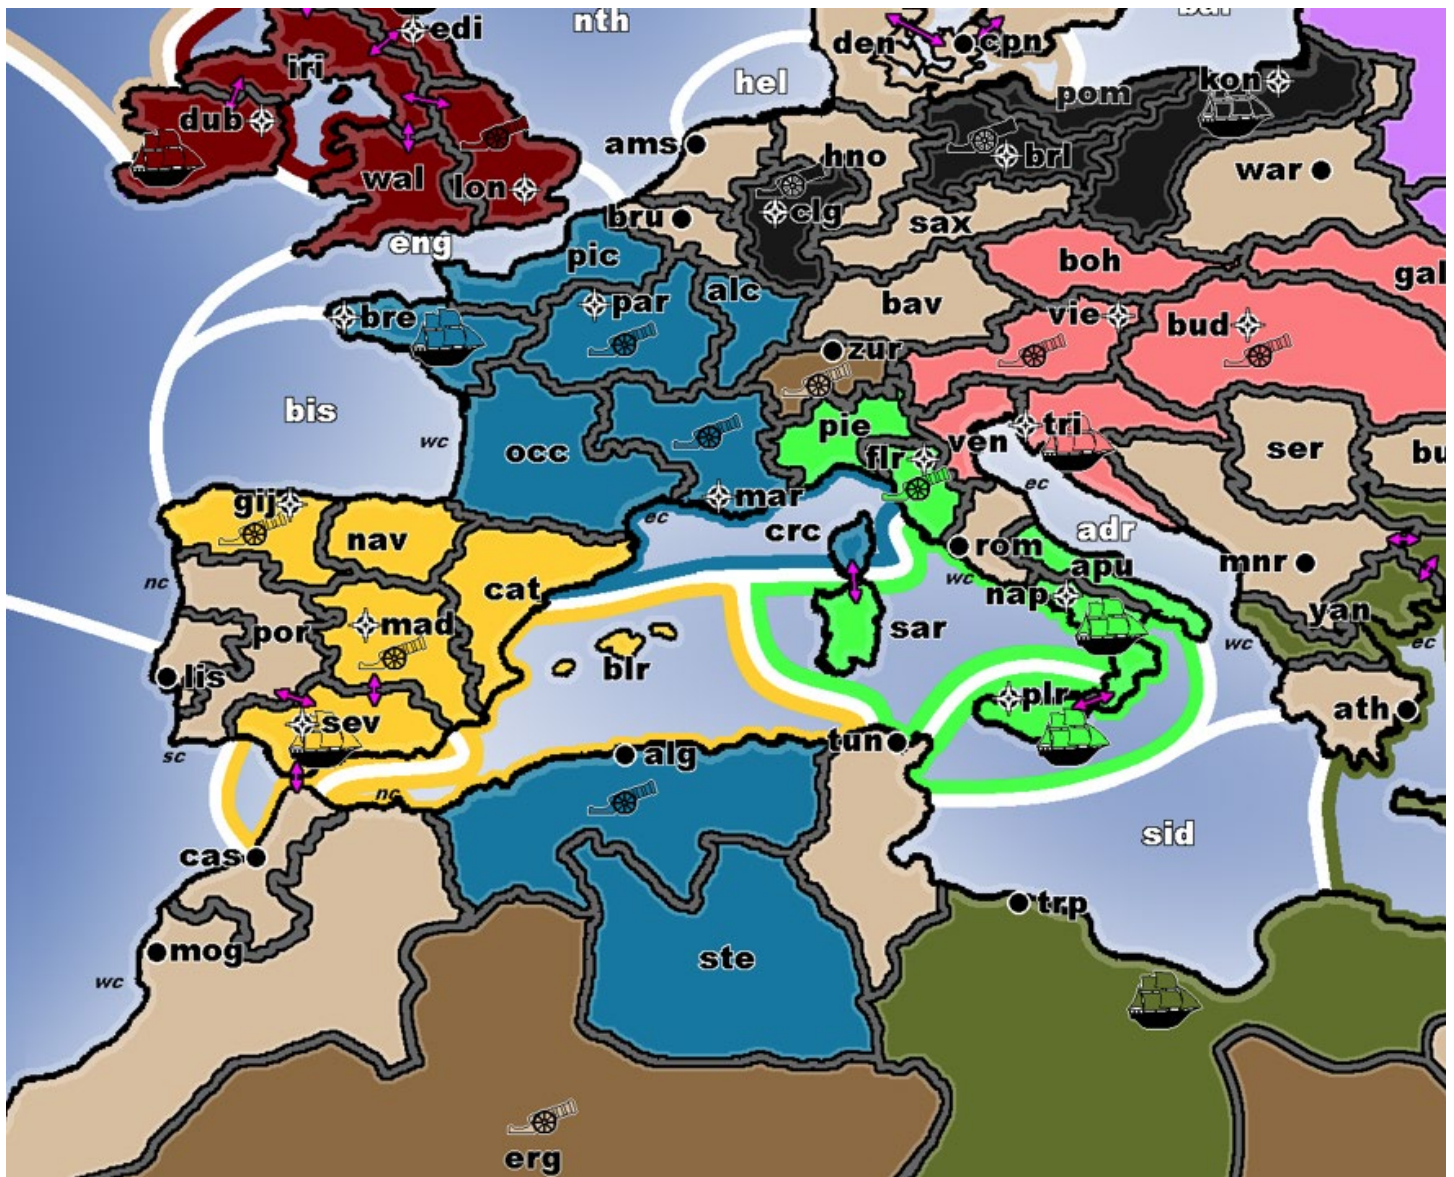 edi
nth
bal
den
cpn
iri
hel
kon
pom
dub
ams
hno
brl
war
wal
lon
clg
bru
sax
eng
pic
boh
gal
alc
par
bav
bre
vie
bud
zur
bis
wc
pie
ven
tri
occ
flr
ser
bu
gij
mar
ec
ec
nav
crc
adr
rom
nc
cat
wc
apu
mnr
nap
por
mad
sar
yan
wc
ec
blr
lis
plr
ath
sev
tun
sc
alg
nc
sid
cas
trp
mog
ste
wc
erg